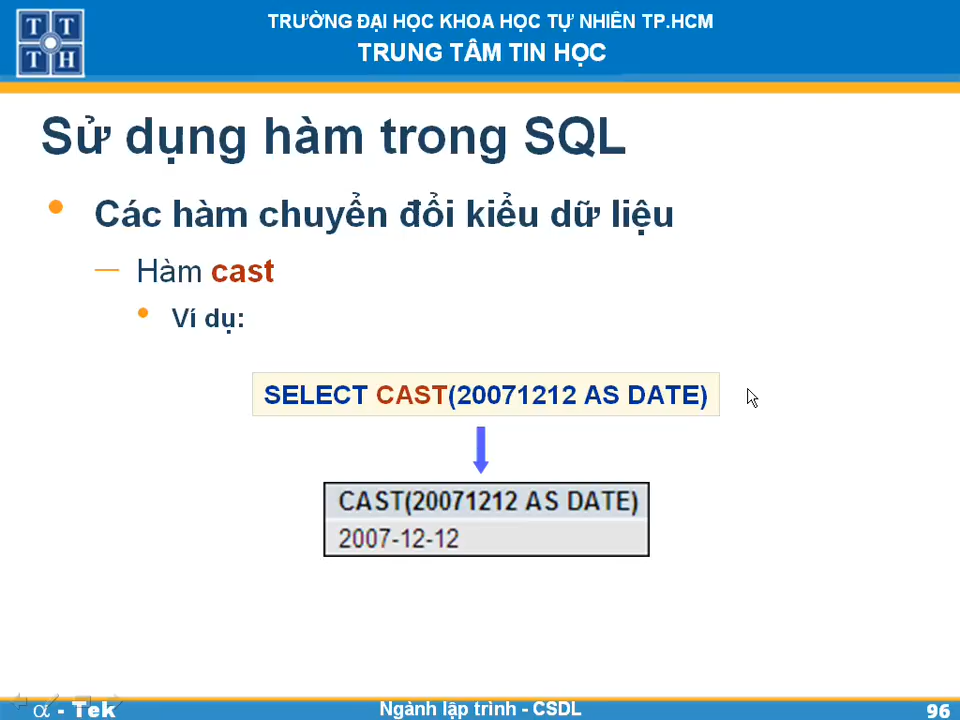 TRƯỜNG ĐẠI HỌC KHOA HỌC TỰ NHIÊN TP.HCM
TRUNG TÂM TIN HỌC
T T
T H
Sử dụng hàm trong SQL
Các hàm chuyển đổi kiểu dữ liệu
Hàm cast
Ví dụ:
SELECT CAST(20071212 AS DATE)
CAST(20071212 AS DATE)
2007-12-12
α - Tek
Ngành lập trình - CSDL
96